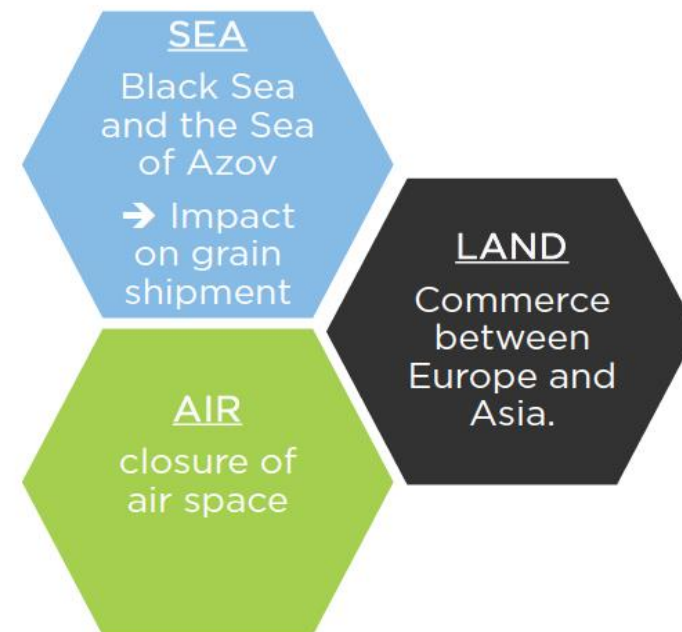 SEA
Black Sea
and the Sea
of Azov
➔ Impact
on grain
shipment
LAND
Commerce
between
Europe and
Asia.
AIR
closure of
air space